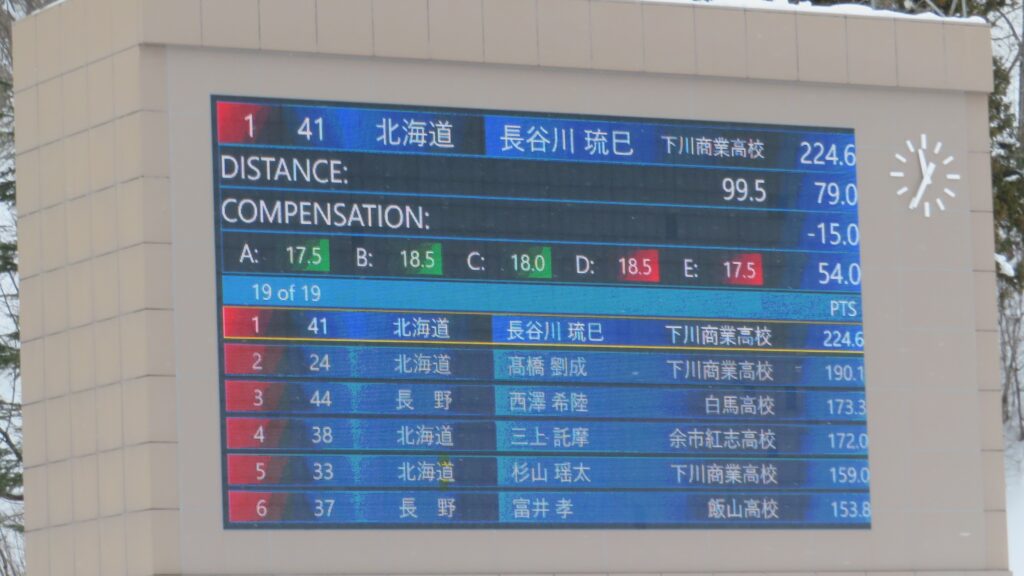 1 41 北海道 長谷川 琉巳 下川商業高校 224.6
DISTANCE: 99.5 79.0
COMPENSATION: -15.0
A: 17.5 B: 18.5 C: 18.0 D: 18.5 E: 17.5 54.0
19 of 19 PTS
1 41 北海道 長谷川 琉巳 下川商業高校 224.6
2 24 北海道 髙橋 劉成 下川商業高校 190.1
3 44 長 野 西澤 希陸 白馬高校 173.3
4 38 北海道 三上 託摩 余市紅志高校 172.0
5 33 北海道 杉山 瑶太 下川商業高校 159.0
6 37 長 野 富井 孝 飯山高校 153.8